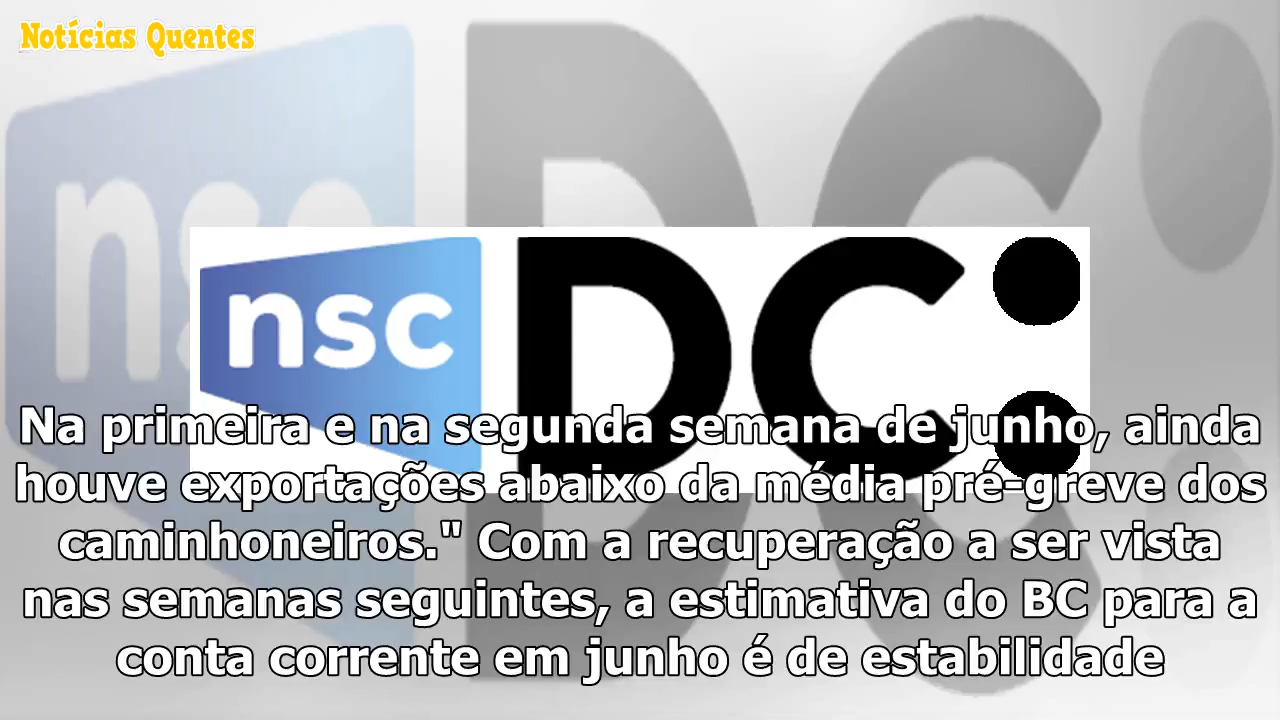 Notícias Quentes
nsc DC:
Na primeira e na segunda semana de junho, ainda
houve exportações abaixo da média pré-greve dos
caminhoneiros." Com a recuperação a ser vista
nas semanas seguintes, a estimativa do BC para a
conta corrente em junho é de estabilidade